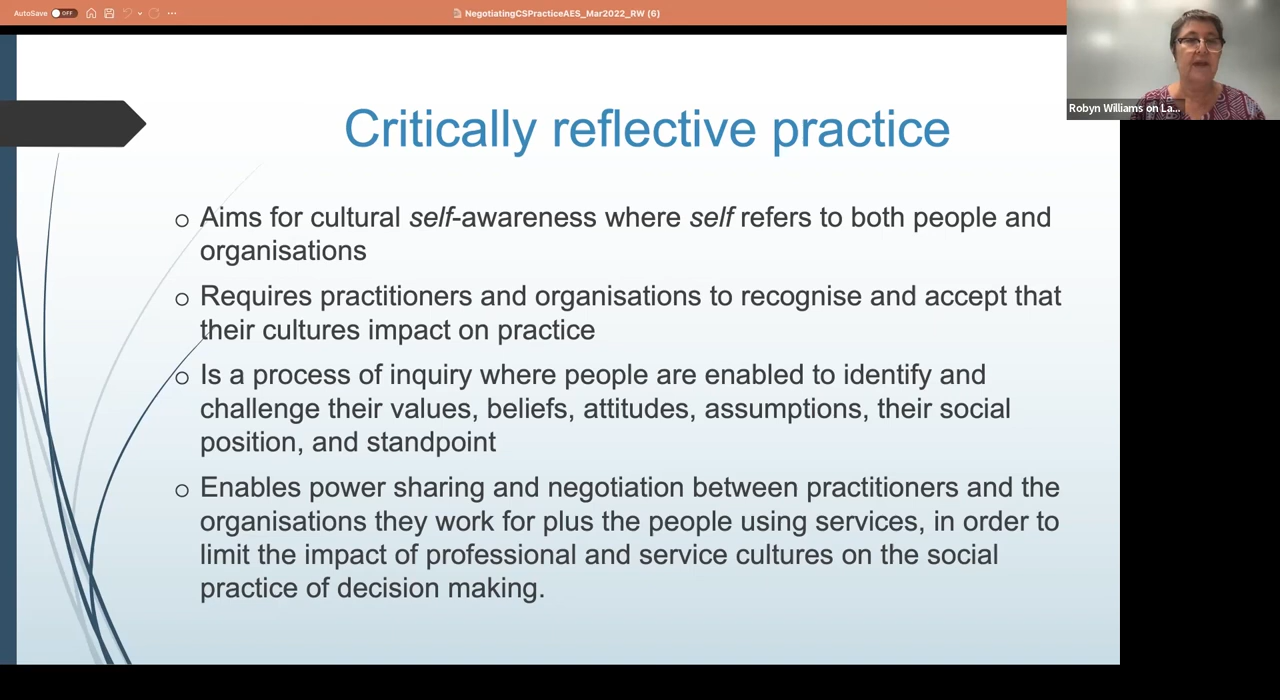 AutoSave OFF
NegotiatingCSPracticeAES_Mar2022_RW (6)
Robyn Williams on La...
Critically reflective practice
o Aims for cultural self-awareness where self refers to both people and
organisations
o Requires practitioners and organisations to recognise and accept that
their cultures impact on practice
o Is a process of inquiry where people are enabled to identify and
challenge their values, beliefs, attitudes, assumptions, their social
position, and standpoint
o Enables power sharing and negotiation between practitioners and the
organisations they work for plus the people using services, in order to
limit the impact of professional and service cultures on the social
practice of decision making.